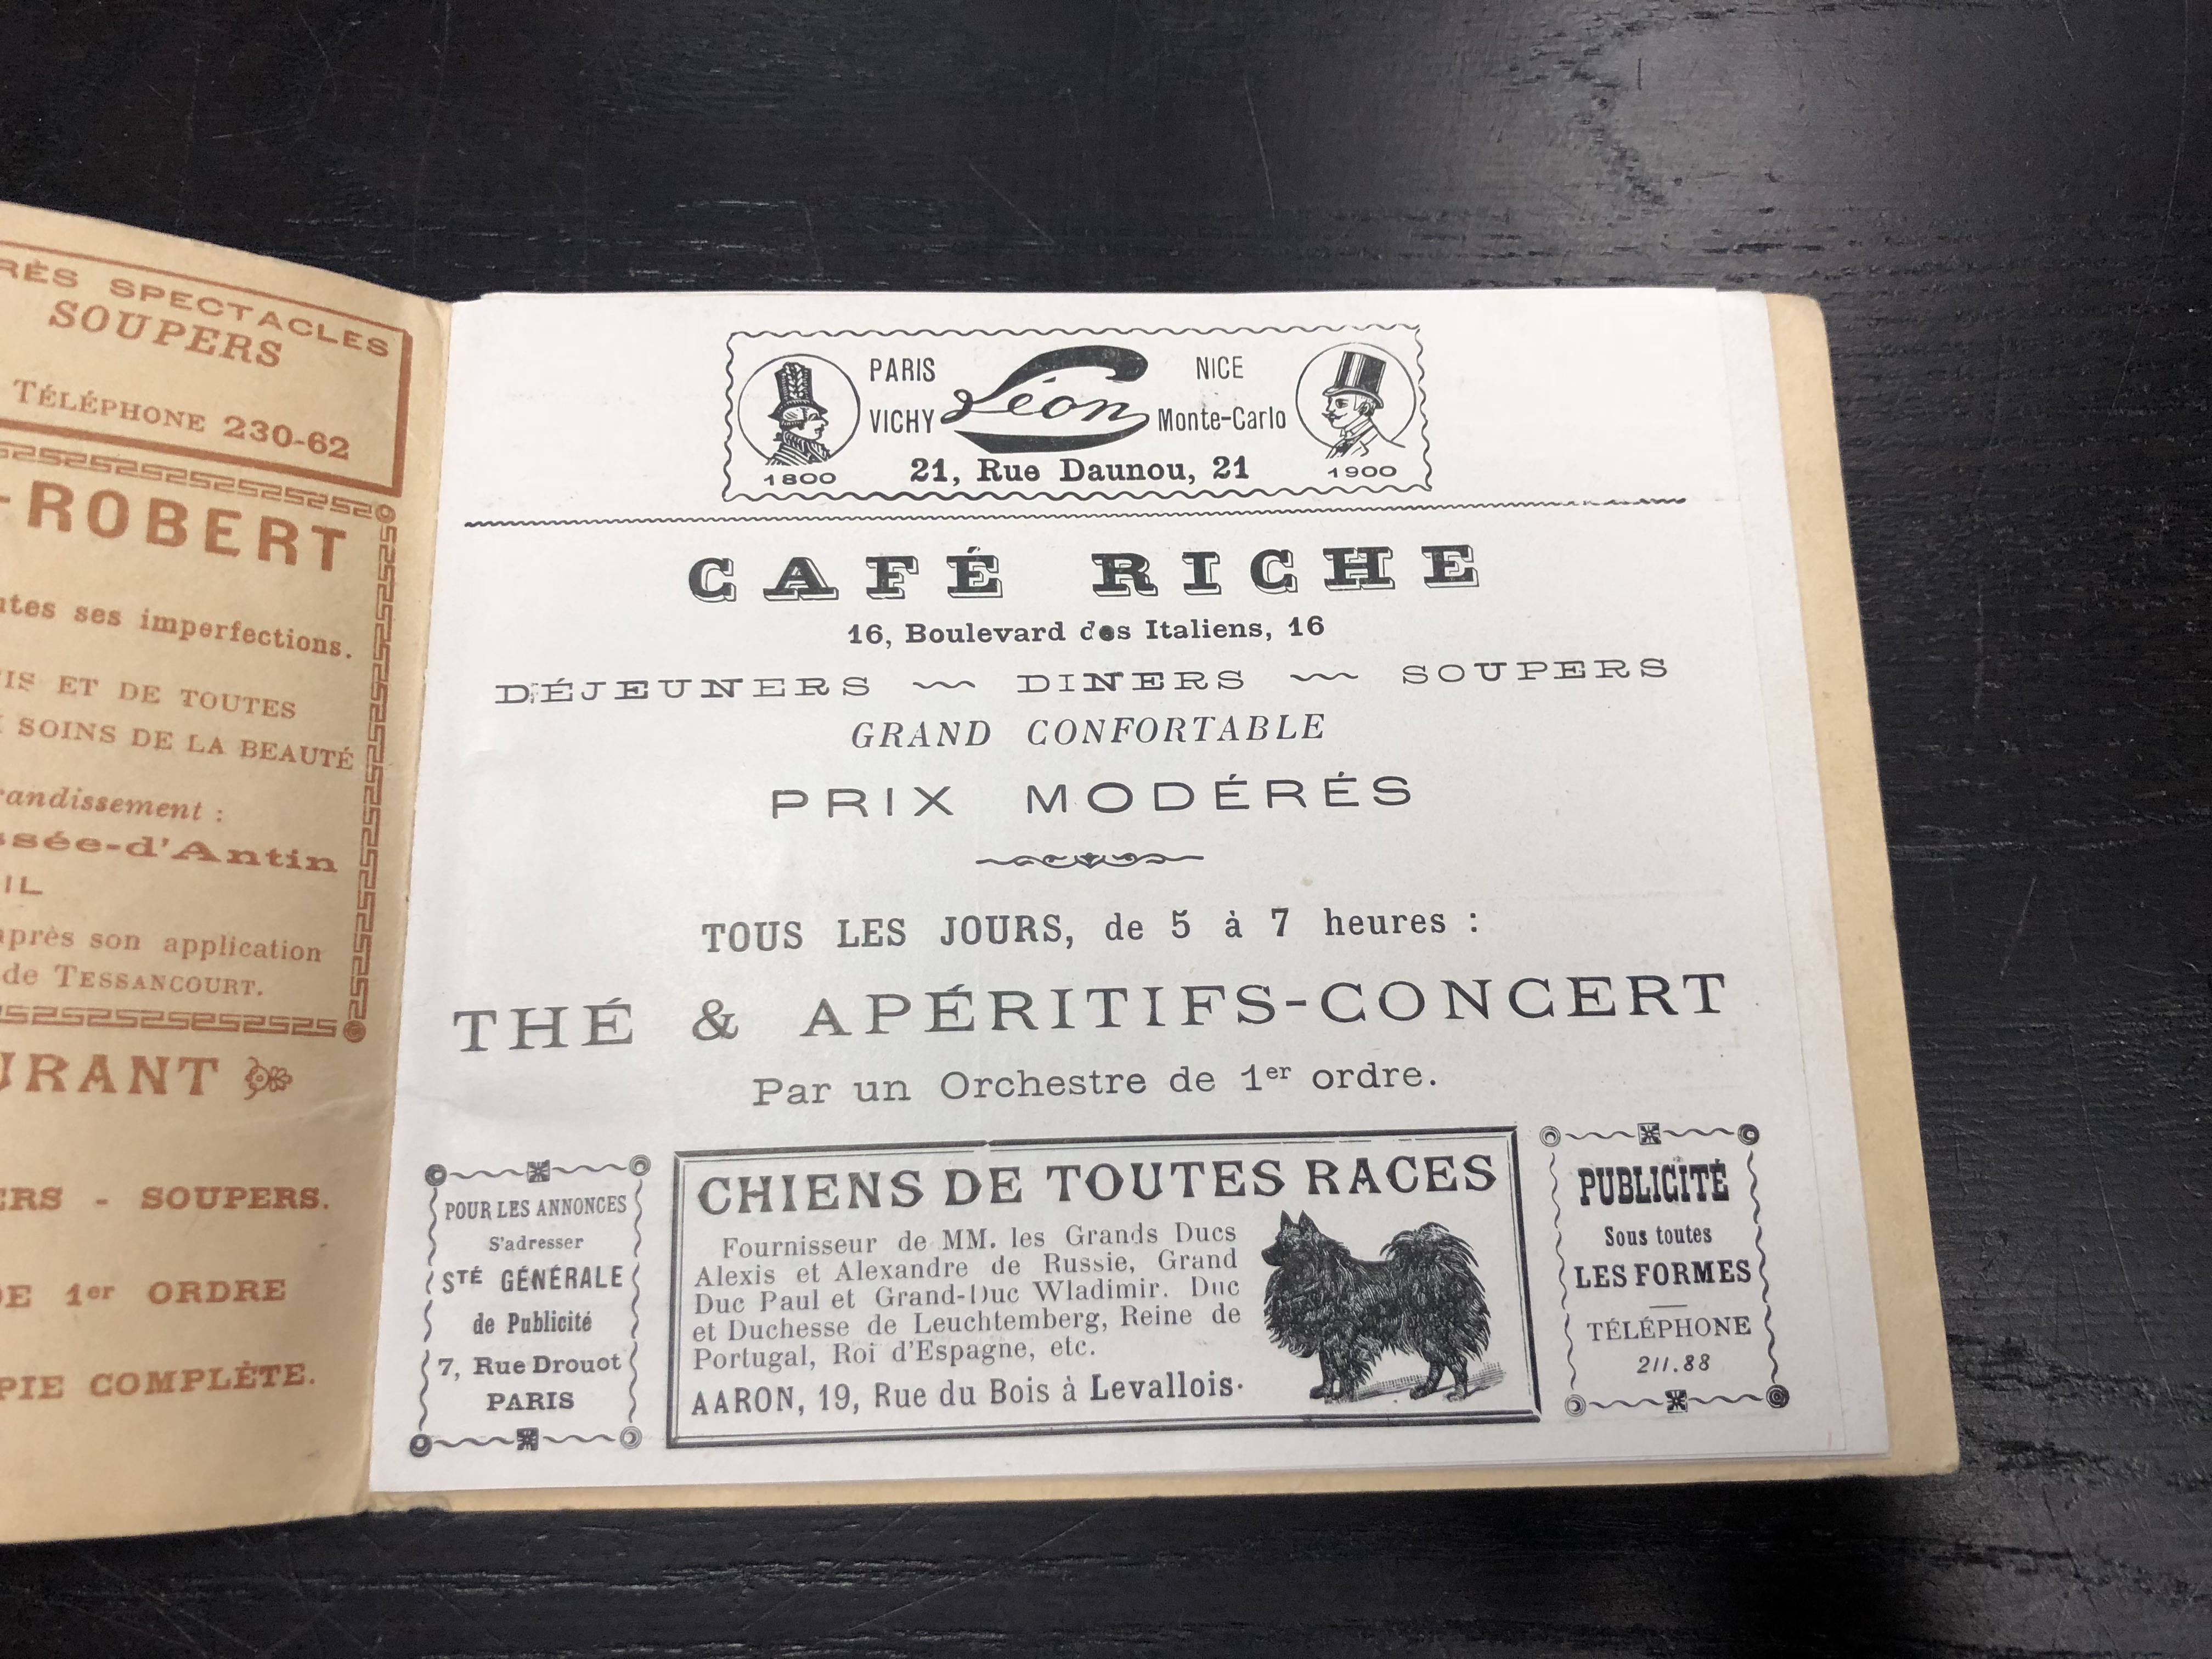 RÈS SPECTACLES
SOUPERS
TÉLÉPHONE 230-62
-ROBERT
utes ses imperfections.
IS ET DE TOUTES
SOINS DE LA BEAUTÉ
randissement :
ssée-d'Antin
IL
après son application
de TESSANCOURT.
URANT
ERS - SOUPERS.
DE 1er ORDRE
PIE COMPLÈTE.
PARIS Léon NICE
VICHY Monte-Carlo
1800 21, Rue Daunou, 21 1900
CAFÉ RICHE
16, Boulevard des Italiens, 16
DÉJEUNERS ~~ DINERS ~~ SOUPERS
GRAND CONFORTABLE
PRIX MODÉRÉS
TOUS LES JOURS, de 5 à 7 heures :
THÉ & APÉRITIFS-CONCERT
Par un Orchestre de 1er ordre.
POUR LES ANNONCES
S'adresser
STÉ GÉNÉRALE
de Publicité
7, Rue Drouot
PARIS
CHIENS DE TOUTES RACES
Fournisseur de MM. les Grands Ducs
Alexis et Alexandre de Russie, Grand
Duc Paul et Grand-Duc Wladimir. Duc
et Duchesse de Leuchtemberg, Reine de
Portugal, Roi d'Espagne, etc.
AARON, 19, Rue du Bois à Levallois.
PUBLICITÉ
Sous toutes
LES FORMES
TÉLÉPHONE
211.88